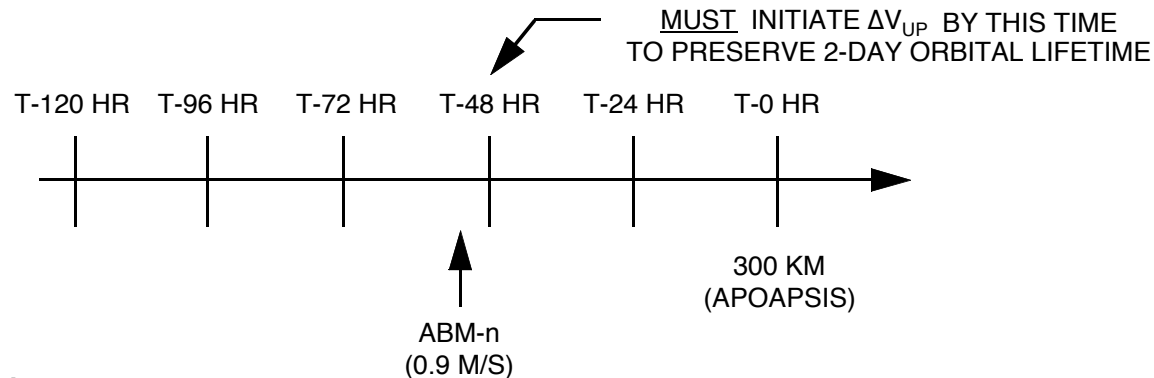 MUST INITIATE ΔVUP BY THIS TIME
TO PRESERVE 2-DAY ORBITAL LIFETIME
T-120 HR T-96 HR T-72 HR T-48 HR T-24 HR T-0 HR
300 KM
(APOAPSIS)
ABM-n
(0.9 M/S)